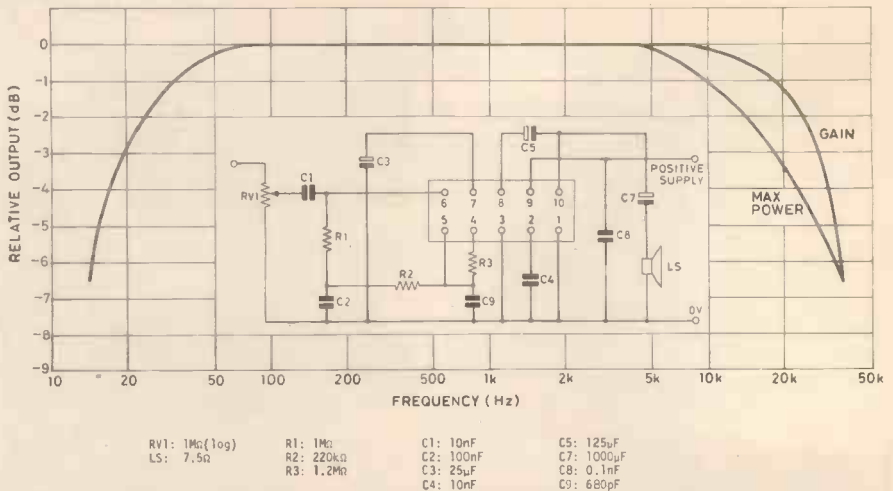 RELATIVE OUTPUT (dB)
0
-1
-2
-3
-4
-5
-6
-7
-8
-9
10
20
50
100
200
500
1k
2k
5k
10k
20k
50k
FREQUENCY (Hz)
GAIN
MAX
POWER
RV1
C1
C3
R1
C2
R2
6
7
8
9
10
5
4
3
2
1
R3
C9
C5
C4
C8
C7
LS
POSITIVE
SUPPLY
0V
RV1: 1MΩ(log)
LS: 7.5Ω
R1: 1MΩ
R2: 220kΩ
R3: 1.2MΩ
C1: 10nF
C2: 100nF
C3: 25μF
C4: 10nF
C5: 125μF
C7: 1000μF
C8: 0.1nF
C9: 680pF